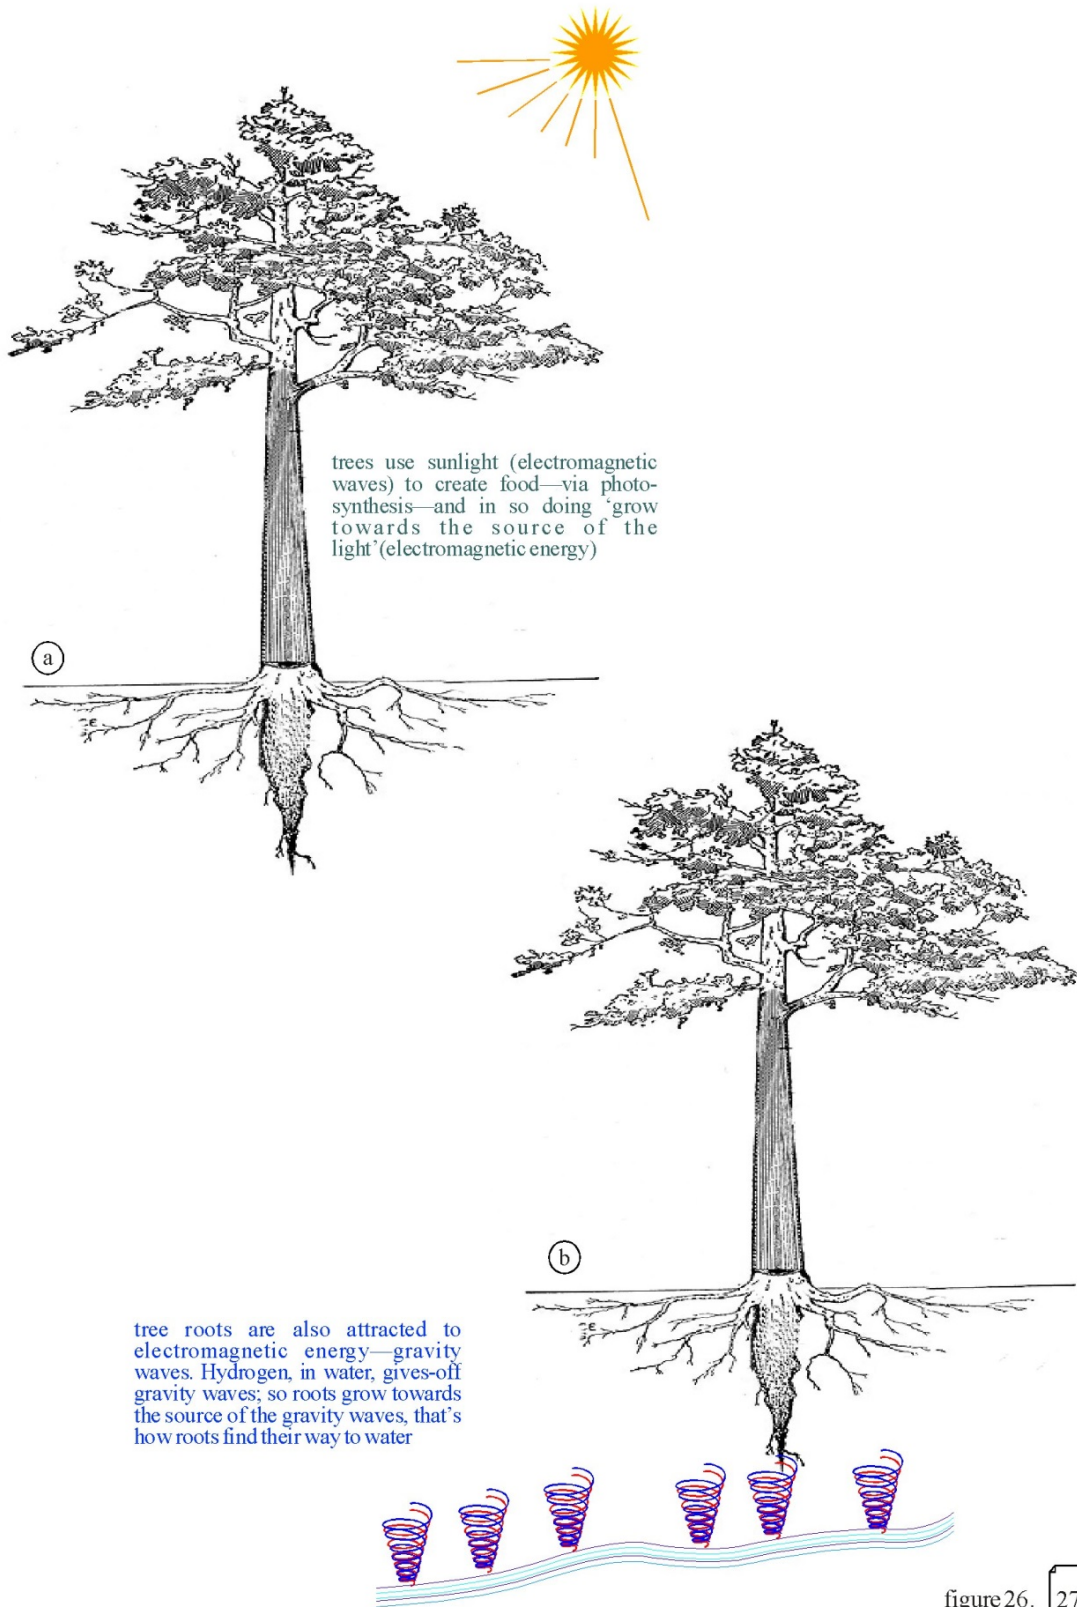 trees use sunlight (electromagnetic
waves) to create food—via photo-
synthesis—and in so doing ‘grow
towards the source of the
light’(electromagnetic energy)
a
b
tree roots are also attracted to
electromagnetic energy—gravity
waves. Hydrogen, in water, gives-off
gravity waves; so roots grow towards
the source of the gravity waves, that’s
how roots find their way to water
figure 26.
27